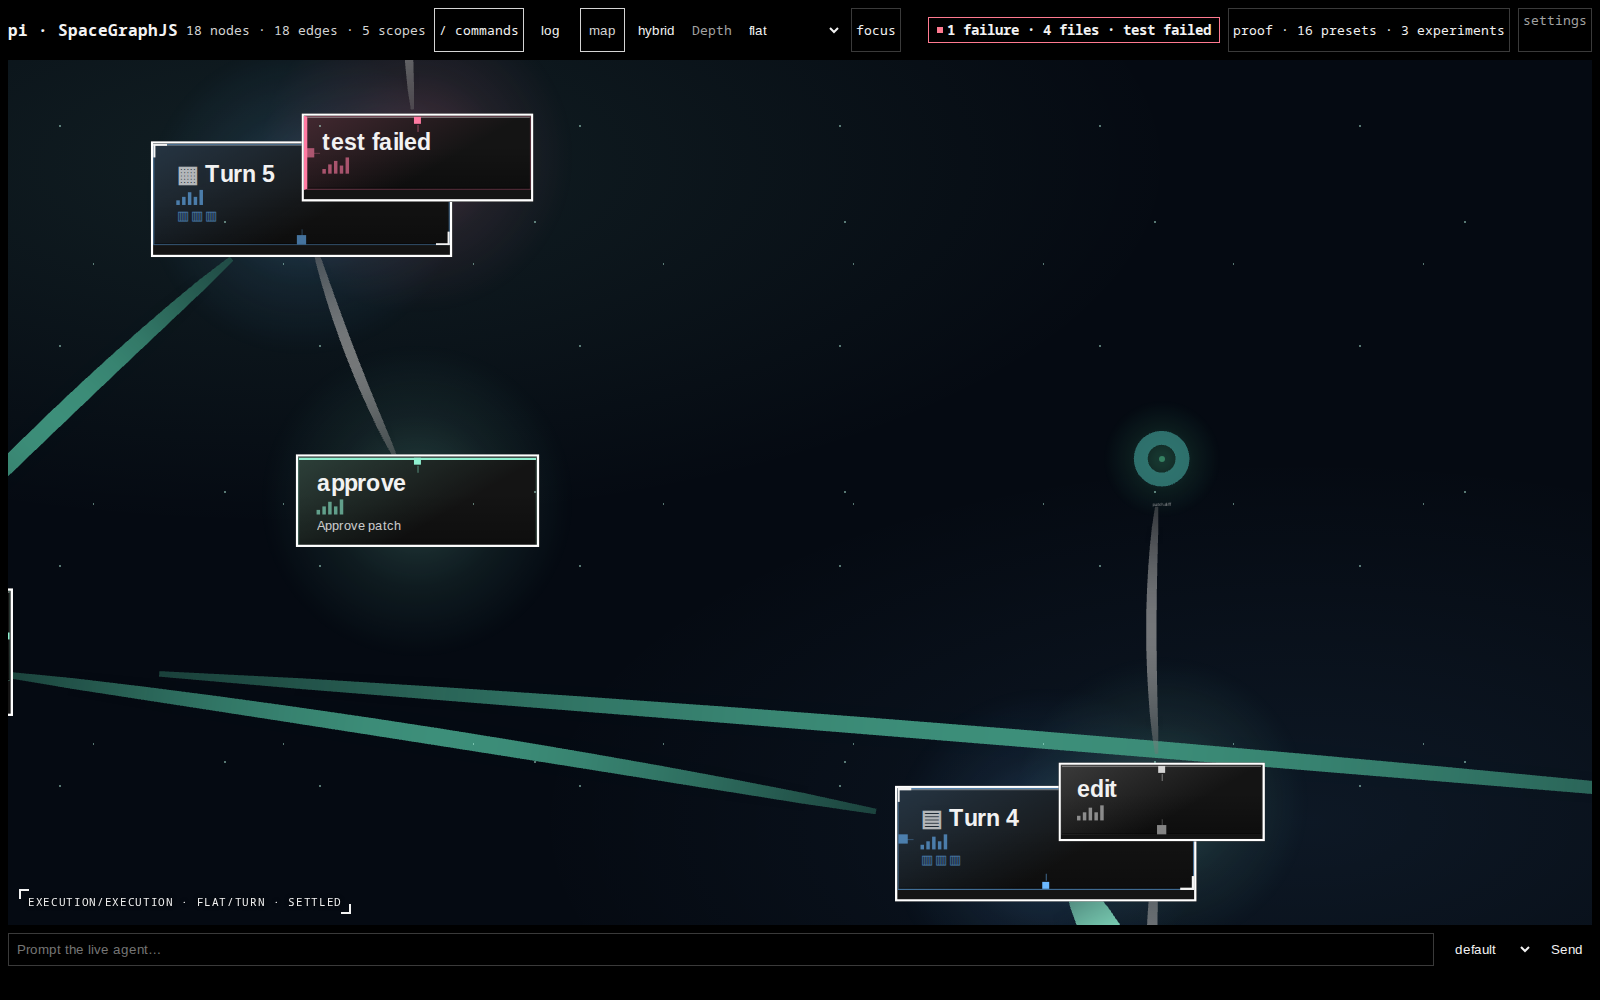 pi · SpaceGraphJS 18 nodes · 18 edges · 5 scopes / commands log map hybrid Depth flat focus 1 failure · 4 files · test failed proof · 16 presets · 3 experiments settings
test failed
Turn 5
approve
Approve patch
edit
Turn 4
EXECUTION/EXECUTION · FLAT/TURN · SETTLED
Prompt the live agent… default Send